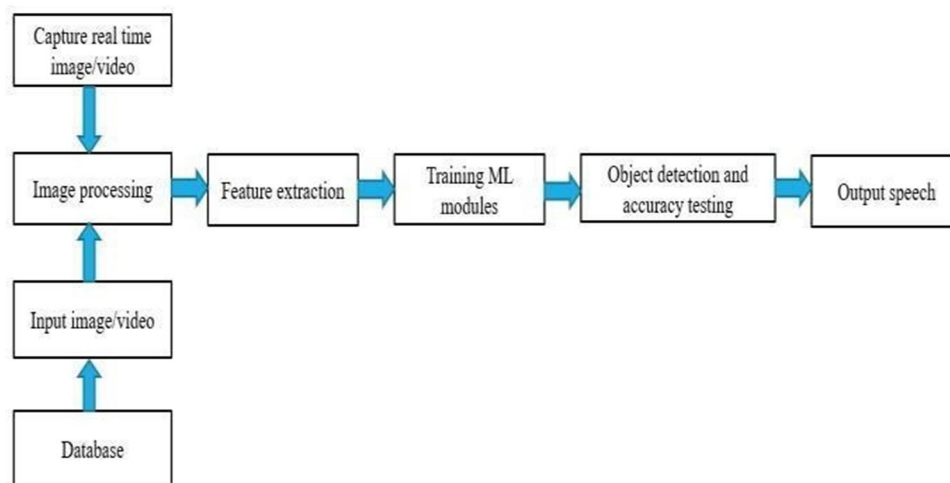 Capture real time
image/video
Image processing
Feature extraction
Training ML
modules
Object detection and
accuracy testing
Output speech
Input image/video
Database